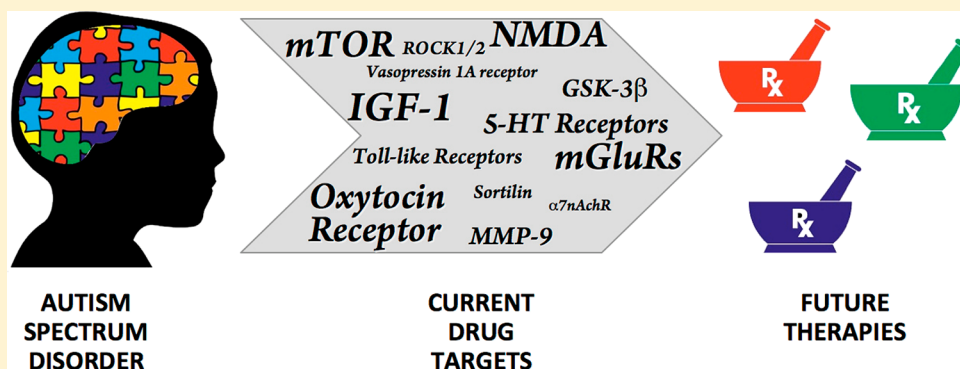 mTOR ROCK1/2 NMDA
Vasopressin 1A receptor
GSK-3β
IGF-1
5-HT Receptors
Toll-like Receptors mGluRs
Oxytocin
Receptor
Sortilin
α7nAchR
MMP-9
Rx
Rx
Rx
AUTISM
SPECTRUM
DISORDER
CURRENT
DRUG
TARGETS
FUTURE
THERAPIES